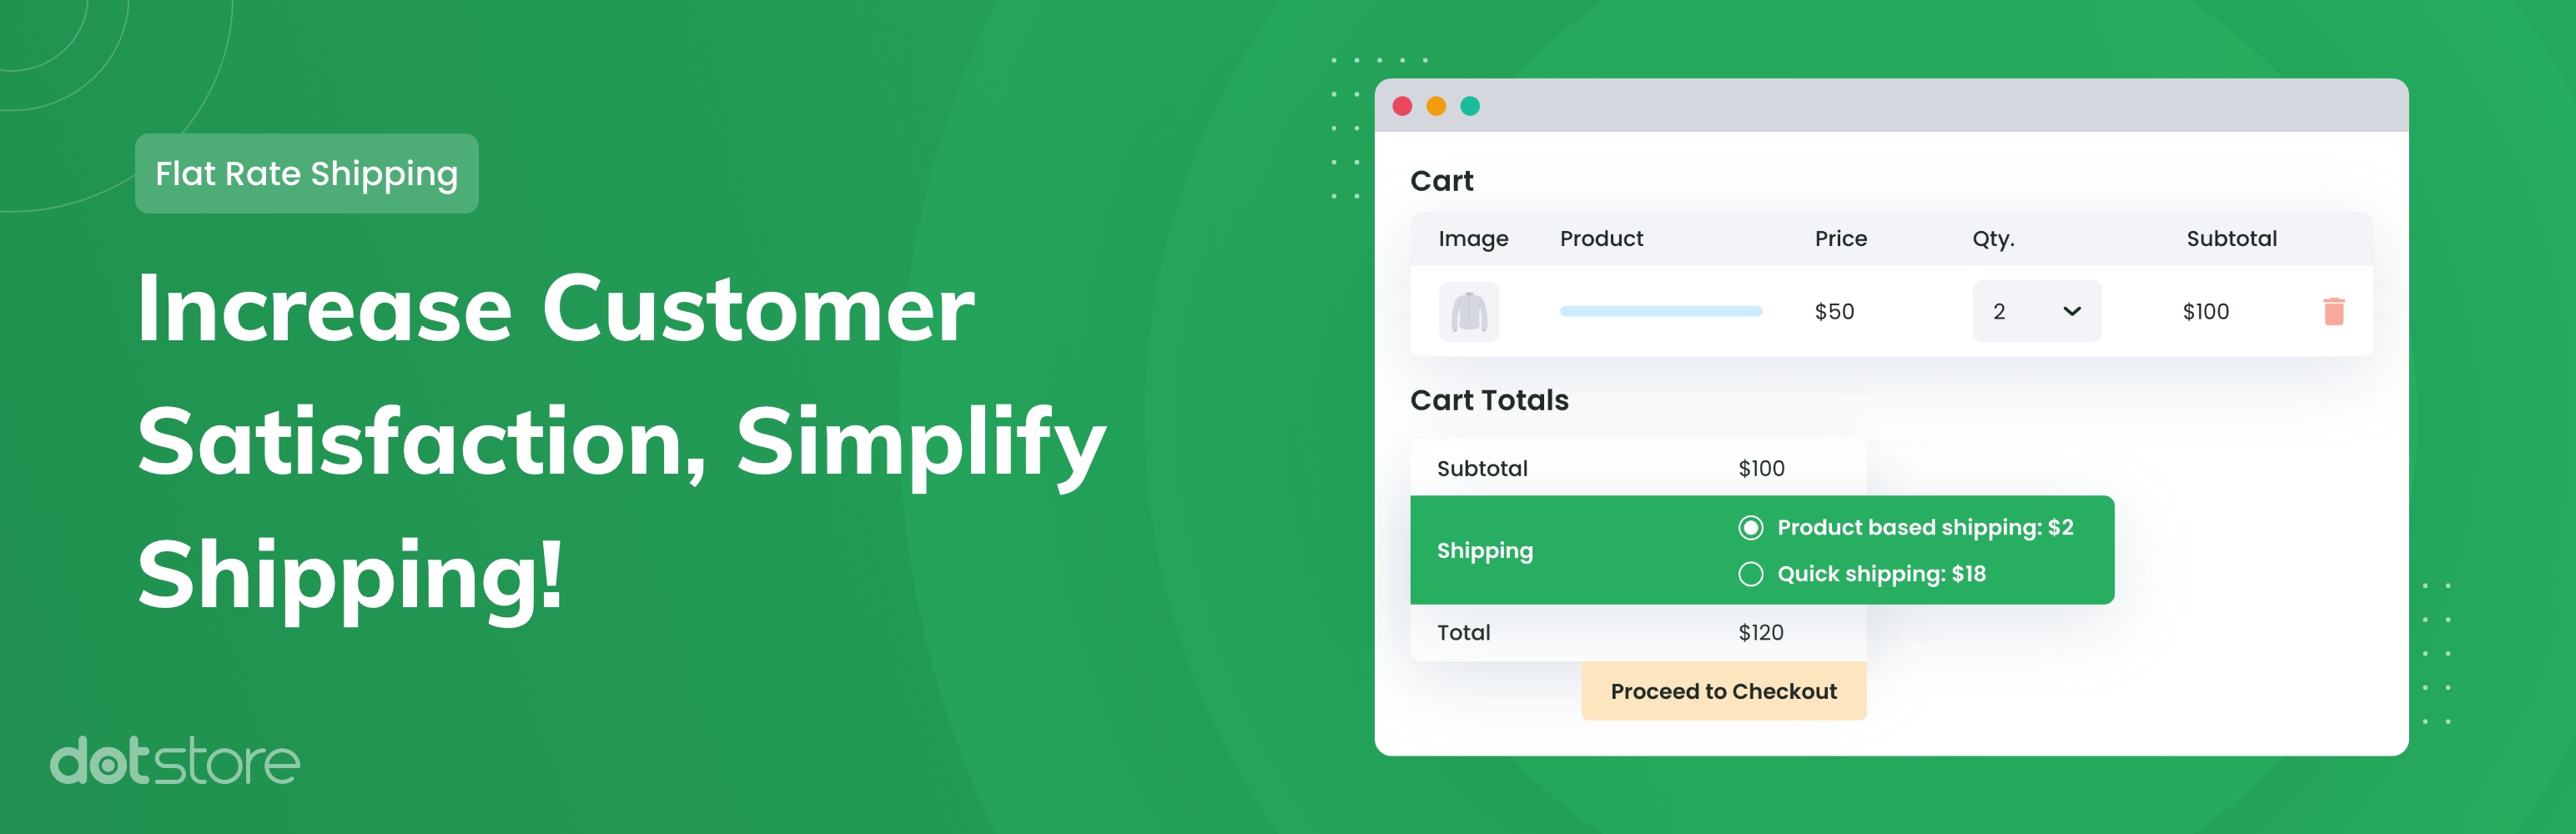 Flat Rate Shipping
Increase Customer
Satisfaction, Simplify
Shipping!
dotstore
Cart
Image Product Price Qty. Subtotal
$50 2 $100
Cart Totals
Subtotal $100
Shipping
Product based shipping: $2
Quick shipping: $18
Total $120
Proceed to Checkout